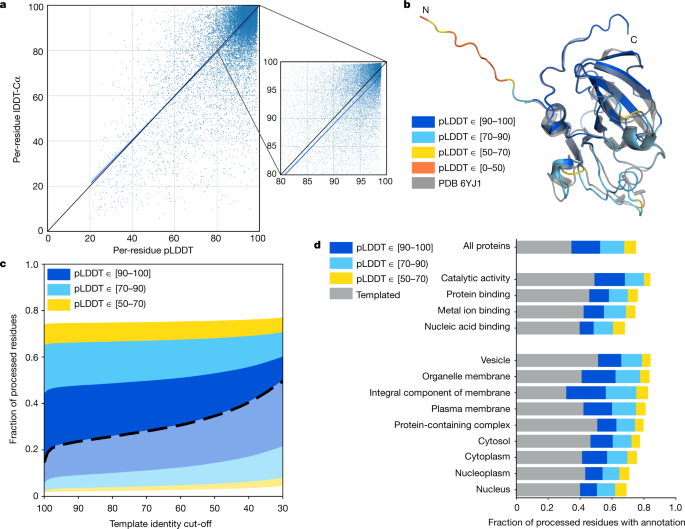 a
100
80
60
40
20
0
0
20
40
60
80
100
Per-residue lDDT-Cα
Per-residue pLDDT
100
95
90
85
80
80
85
90
95
100
b
N
C
pLDDT ∈ [90–100]
pLDDT ∈ [70–90)
pLDDT ∈ [50–70)
pLDDT ∈ [0–50)
PDB 6YJ1
c
1.0
0.8
0.6
0.4
0.2
0
pLDDT ∈ [90–100]
pLDDT ∈ [70–90)
pLDDT ∈ [50–70)
Fraction of processed residues
100
90
80
70
60
50
40
30
Template identity cut-off
d
pLDDT ∈ [90–100]
pLDDT ∈ [70–90)
pLDDT ∈ [50–70)
Templated
All proteins
Catalytic activity
Protein binding
Metal ion binding
Nucleic acid binding
Vesicle
Organelle membrane
Integral component of membrane
Plasma membrane
Protein-containing complex
Cytosol
Cytoplasm
Nucleoplasm
Nucleus
0
0.2
0.4
0.6
0.8
1.0
Fraction of processed residues with annotation